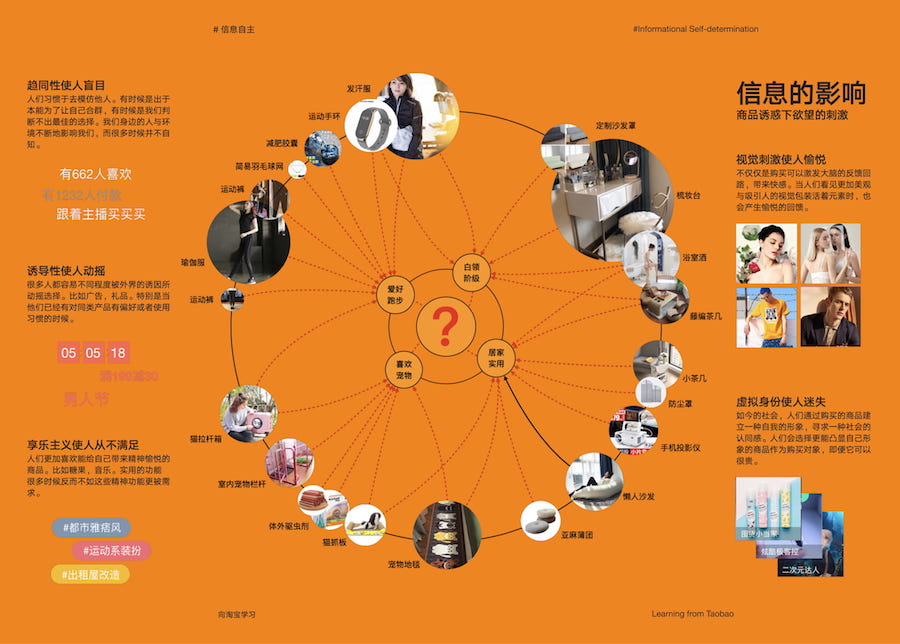 # 信息自主
#Informational Self-determination
趋同性使人盲目
人们习惯于去模仿他人。有时候是出于
本能为了让自己合群，有时候是我们判
断不出最佳的选择。我们身边的人与环
境不断地影响我们，而很多时候并不自
知。
有662人喜欢
有1232人付款
跟着主播买买买
诱导性使人动摇
很多人都容易不同程度被外界的诱因所
动摇选择。比如广告，礼品。特别是当
他们已经有对同类产品有偏好或者使用
习惯的时候。
05 05 18
满199减30
男人节
享乐主义使人从不满足
人们更加喜欢能给自己带来精神愉悦的
商品。比如糖果，音乐。实用的功能
很多时候反而不如这些精神功能更被需
求。
#都市雅痞风
#运动系装扮
#出租屋改造
发汗服
运动手环
减肥胶囊
简易羽毛球网
运动裤
瑜伽服
运动裤
猫拉杆箱
室内宠物栏杆
体外驱虫剂
猫抓板
宠物地毯
亚麻蒲团
懒人沙发
手机投影仪
防尘罩
小茶几
藤编茶几
浴室酒
梳妆台
定制沙发罩
白领
阶级
爱好
跑步
?
喜欢
宠物
居家
实用
信息的影响
商品诱惑下欲望的刺激
视觉刺激使人愉悦
不仅仅是购买可以激发大脑的反馈回
路，带来快感。当人们看见更加美观
与吸引人的视觉包装活着元素时，也
会产生愉悦的回馈。
虚拟身份使人迷失
如今的社会，人们通过购买的商品建
立一种自我的形象，寻求一种社会的
认同感。人们会选择更能凸显自己形
象的商品作为购买对象，即便它可以
很贵。
炫酷极客控
二次元达人
向淘宝学习
Learning from Taobao